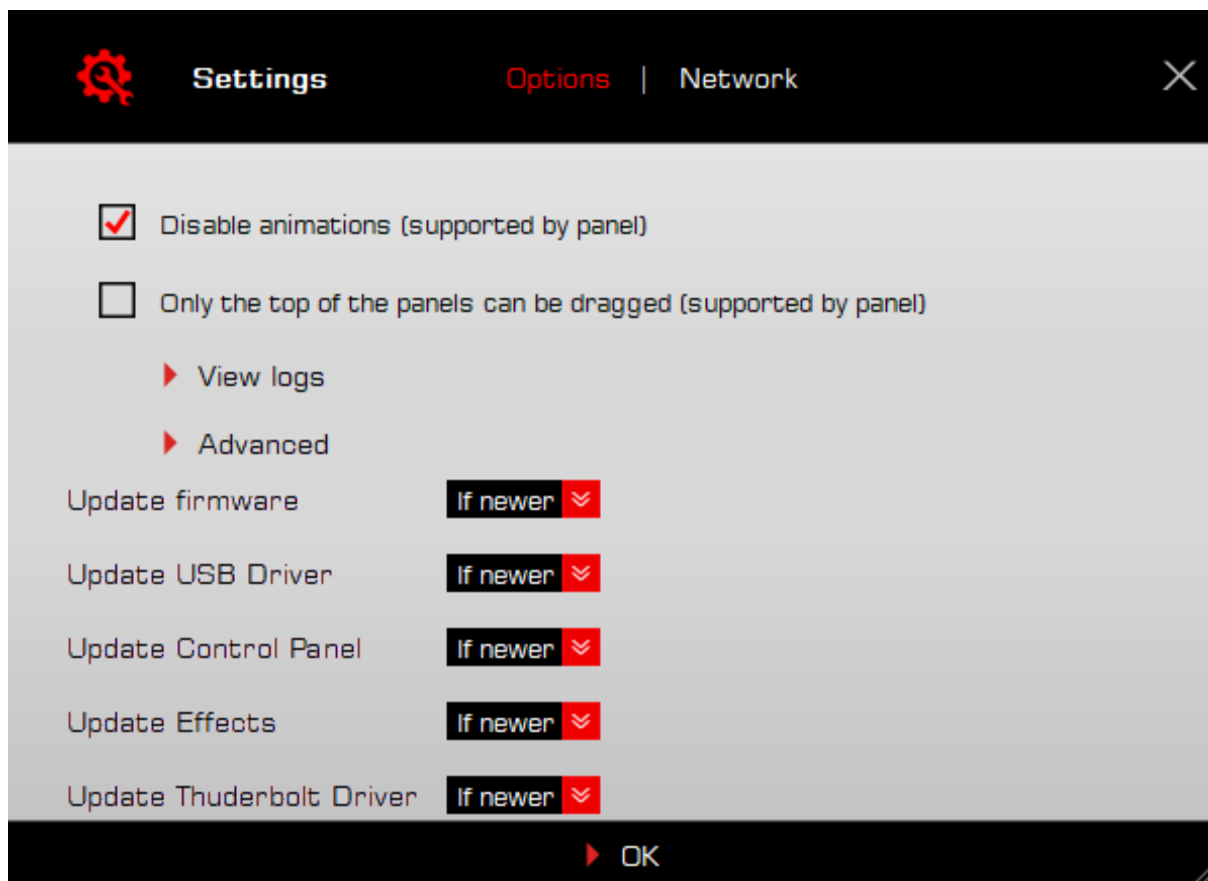 Settings Options | Network
Disable animations (supported by panel)
Only the top of the panels can be dragged (supported by panel)
View logs
Advanced
Update firmware If newer
Update USB Driver If newer
Update Control Panel If newer
Update Effects If newer
Update Thuderbolt Driver If newer
OK